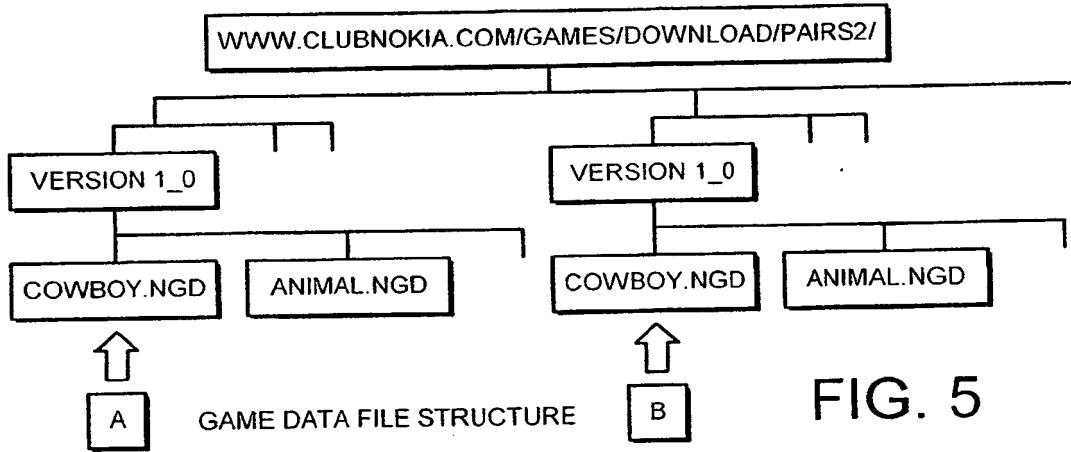 WWW.CLUBNOKIA.COM/GAMES/DOWNLOAD/PAIRS2/
VERSION 1_0
VERSION 1_0
COWBOY.NGD
ANIMAL.NGD
COWBOY.NGD
ANIMAL.NGD
A
GAME DATA FILE STRUCTURE
B
FIG. 5